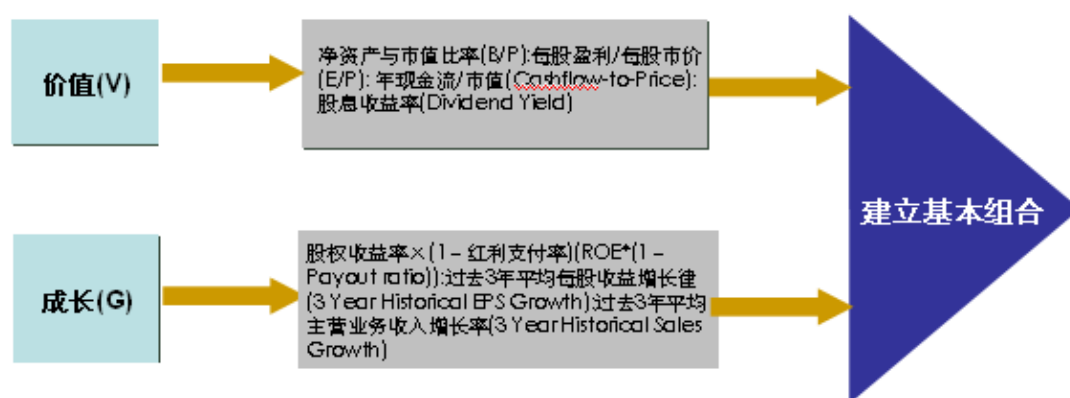 价值(V)
净资产与市值比率(B/P):每股盈利/每股市价
(E/P): 年现金流/市值(Cashflow-to-Price):
股息收益率(Dividend Yield)
建立基本组合
成长(G)
股权收益率×(1 – 红利支付率)(ROE*(1 –
Payout ratio)):过去3年平均每股收益增长律
(3 Year Historical EPS Growth):过去3年平均
主营业务收入增长率(3 Year Historical Sales
Growth)